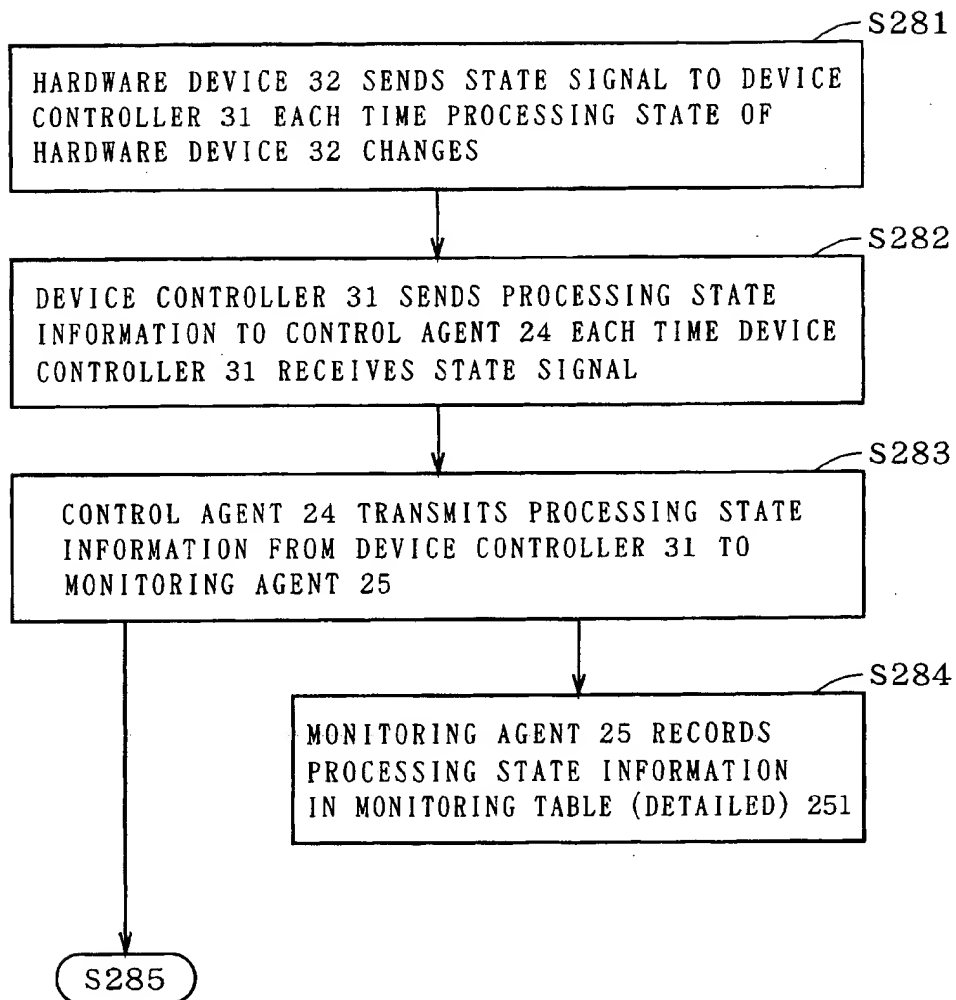 S281
HARDWARE DEVICE 32 SENDS STATE SIGNAL TO DEVICE
CONTROLLER 31 EACH TIME PROCESSING STATE OF
HARDWARE DEVICE 32 CHANGES
S282
DEVICE CONTROLLER 31 SENDS PROCESSING STATE
INFORMATION TO CONTROL AGENT 24 EACH TIME DEVICE
CONTROLLER 31 RECEIVES STATE SIGNAL
S283
CONTROL AGENT 24 TRANSMITS PROCESSING STATE
INFORMATION FROM DEVICE CONTROLLER 31 TO
MONITORING AGENT 25
S284
MONITORING AGENT 25 RECORDS
PROCESSING STATE INFORMATION
IN MONITORING TABLE (DETAILED) 251
S285